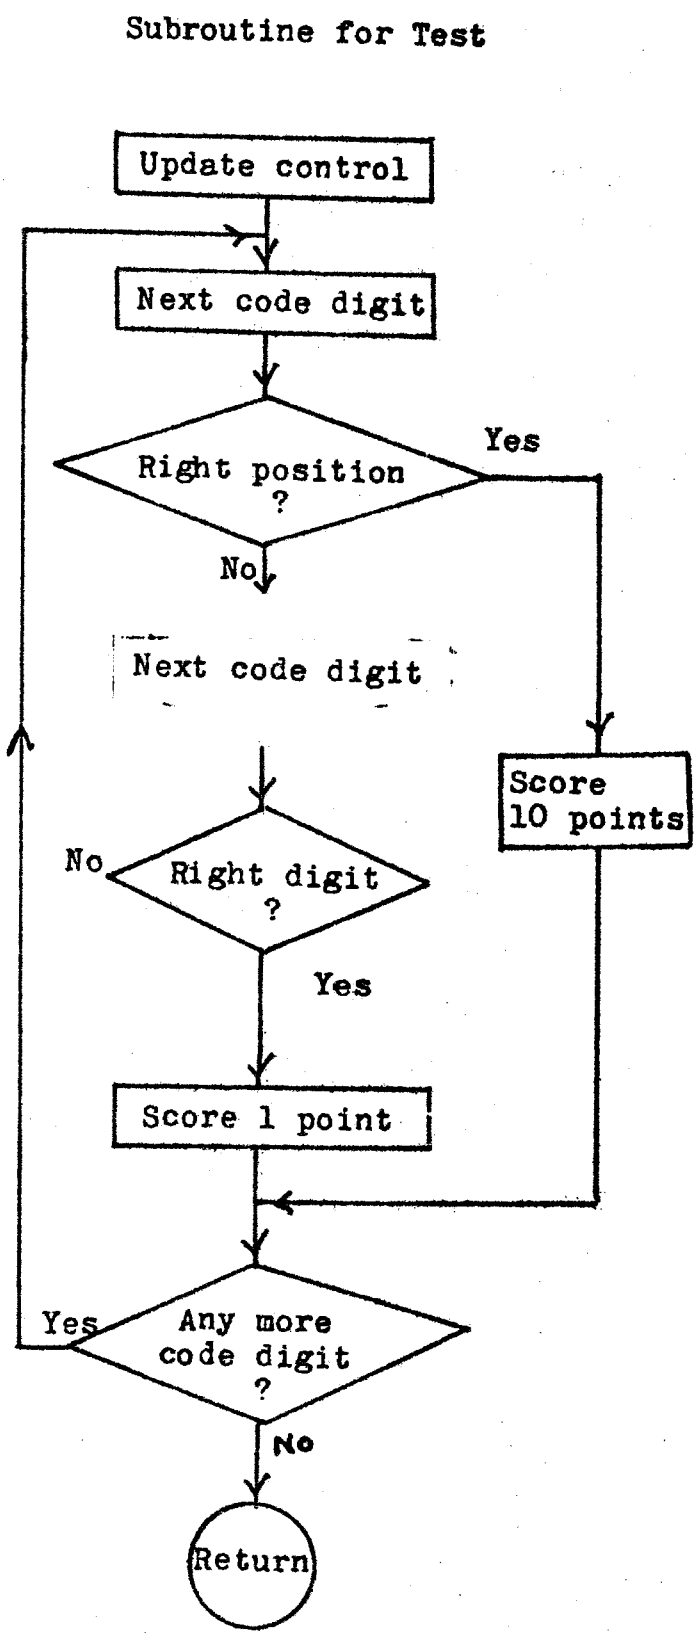 Subroutine for Test
Update control
Next code digit
Right position
?
Yes
No
Next code digit
Score
10 points
No
Right digit
?
Yes
Score 1 point
Yes
Any more
code digit
?
No
Return